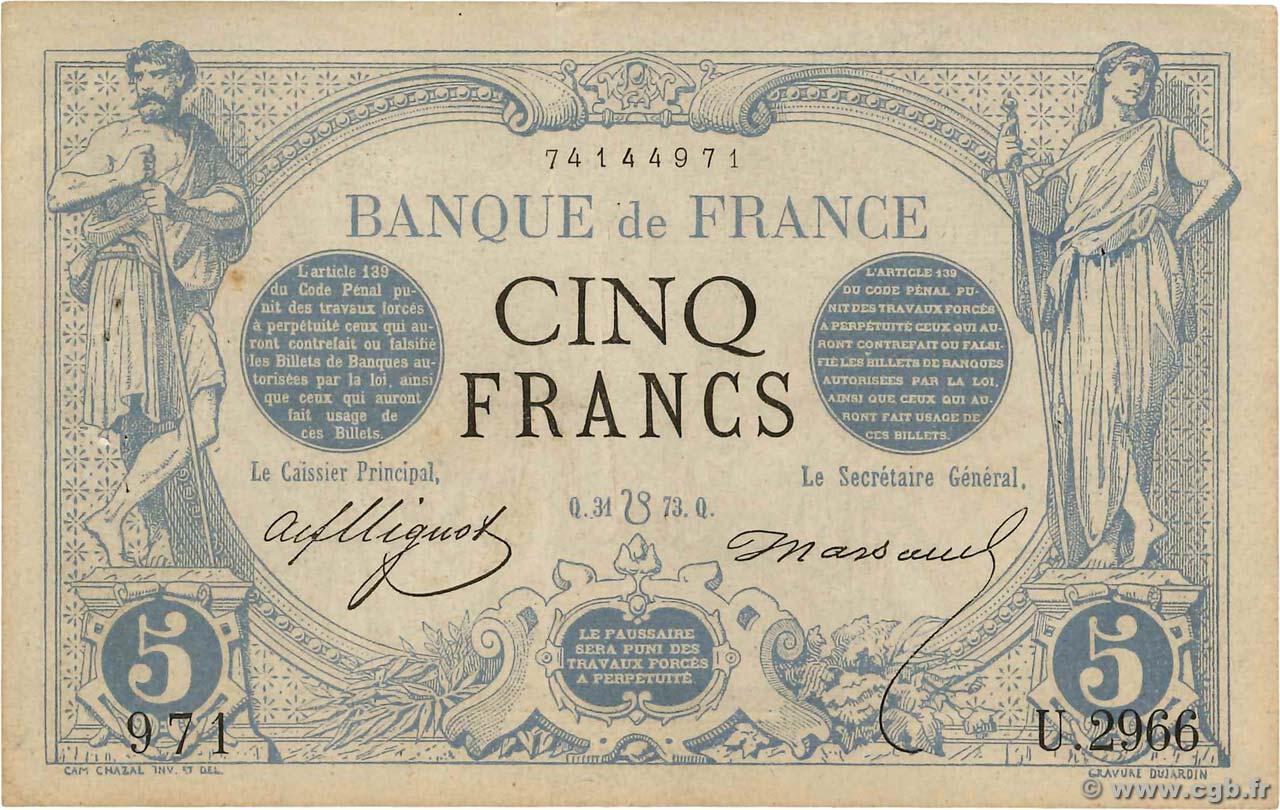 74144971
BANQUE de FRANCE
CINQ
FRANCS
L'article 139
du Code Pénal pu-
nit des travaux forcés
à perpétuité ceux qui au-
ront contrefait ou falsifié
les Billets de Banques au-
torisées par la loi, ainsi
que ceux qui auront
fait usage de
ces Billets.
L'ARTICLE 139
DU CODE PÉNAL PU-
NIT DES TRAVAUX FORCÉS
A PERPÉTUITÉ CEUX QUI AU-
RONT CONTREFAIT OU FALSI-
FIÉ LES BILLETS DE BANQUES
AUTORISÉES PAR LA LOI,
AINSI QUE CEUX QUI AU-
RONT FAIT USAGE DE
CES BILLETS.
Le Caissier Principal,
Le Secrétaire Général,
Q. 31 73. Q.
Mignot
Marsaud
LE FAUSSAIRE
SERA PUNI DES
TRAVAUX FORCÉS
A PERPÉTUITÉ
5
5
971
U.2966
CAM CHAZAL INV. ET DEL.
GRAVURE DUJARDIN
© www.cgb.fr